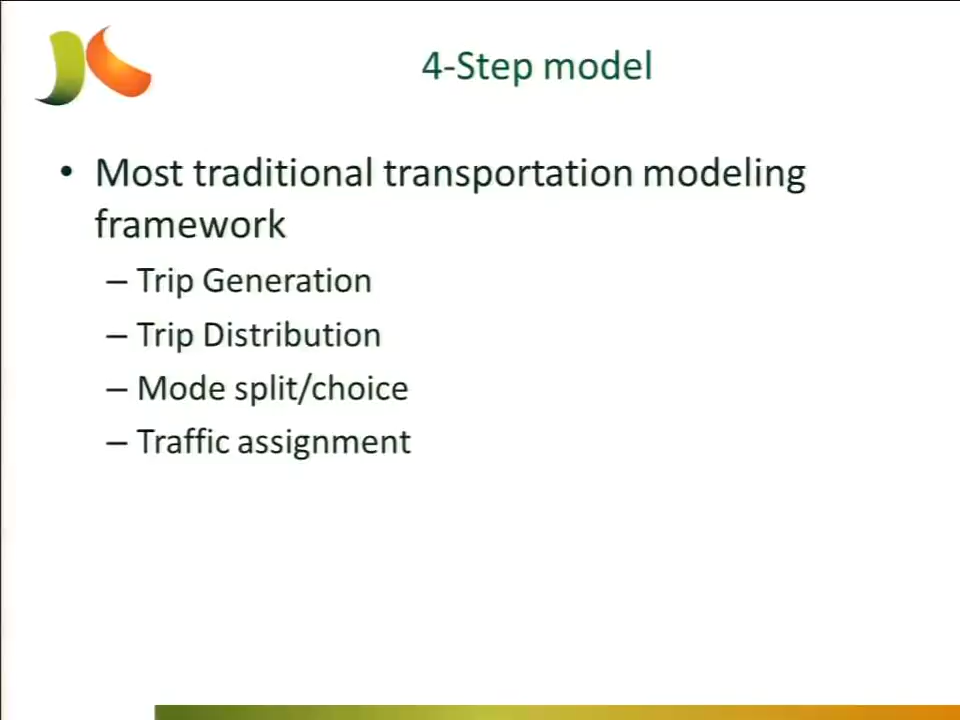 4-Step model
• Most traditional transportation modeling
framework
– Trip Generation
– Trip Distribution
– Mode split/choice
– Traffic assignment